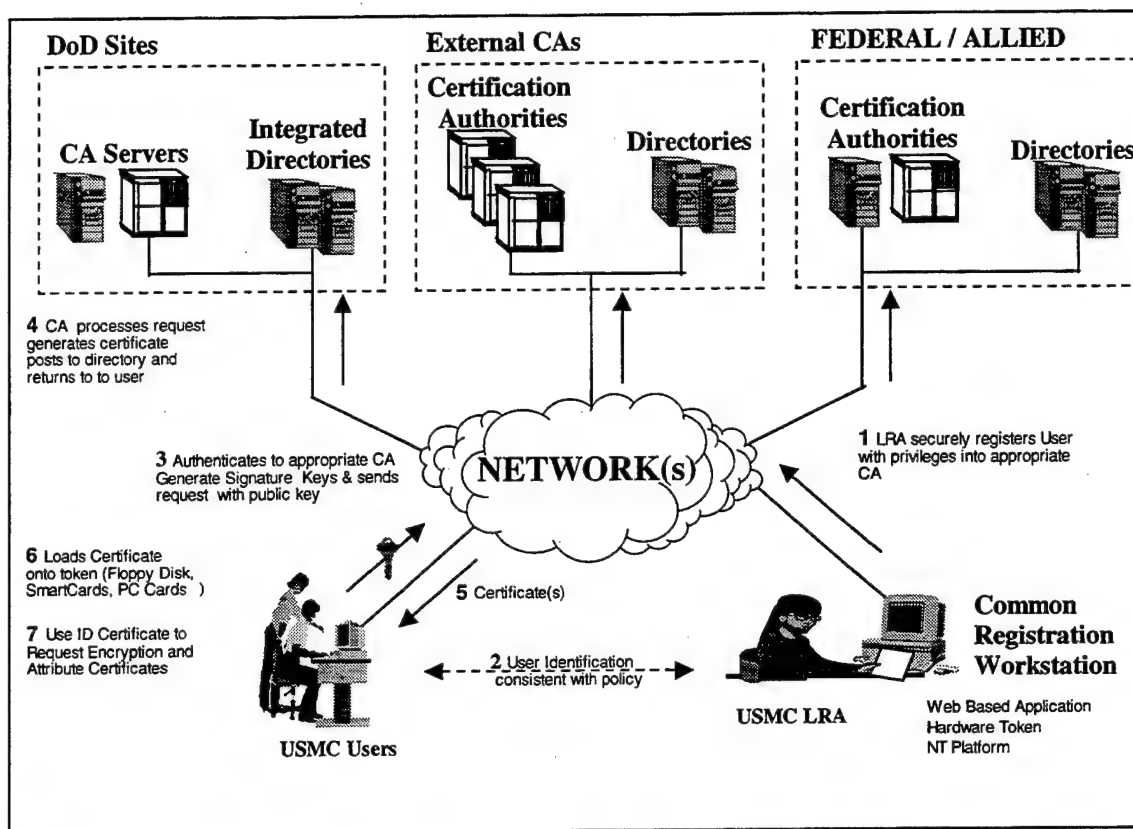 DoD Sites
External CAs
FEDERAL / ALLIED
CA Servers
Integrated
Directories
Certification
Authorities
Directories
Certification
Authorities
Directories
4 CA processes request
generates certificate
posts to directory and
returns to to user
3 Authenticates to appropriate CA
Generate Signature Keys & sends
request with public key
NETWORK(s)
1 LRA securely registers User
with privileges into appropriate
CA
6 Loads Certificate
onto token (Floppy Disk,
SmartCards, PC Cards )
7 Use ID Certificate to
Request Encryption and
Attribute Certificates
5 Certificate(s)
2 User Identification
consistent with policy
USMC Users
USMC LRA
Common
Registration
Workstation
Web Based Application
Hardware Token
NT Platform